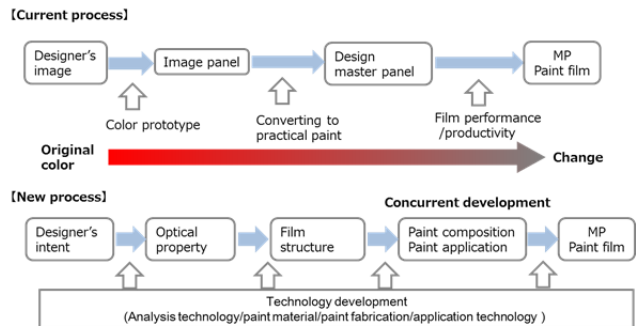 【Current process】
Designer's image
Image panel
Design master panel
MP Paint film
Color prototype
Converting to practical paint
Film performance /productivity
Original color
Change
【New process】
Concurrent development
Designer's intent
Optical property
Film structure
Paint composition
Paint application
MP Paint film
Technology development
(Analysis technology/paint material/paint fabrication/application technology )